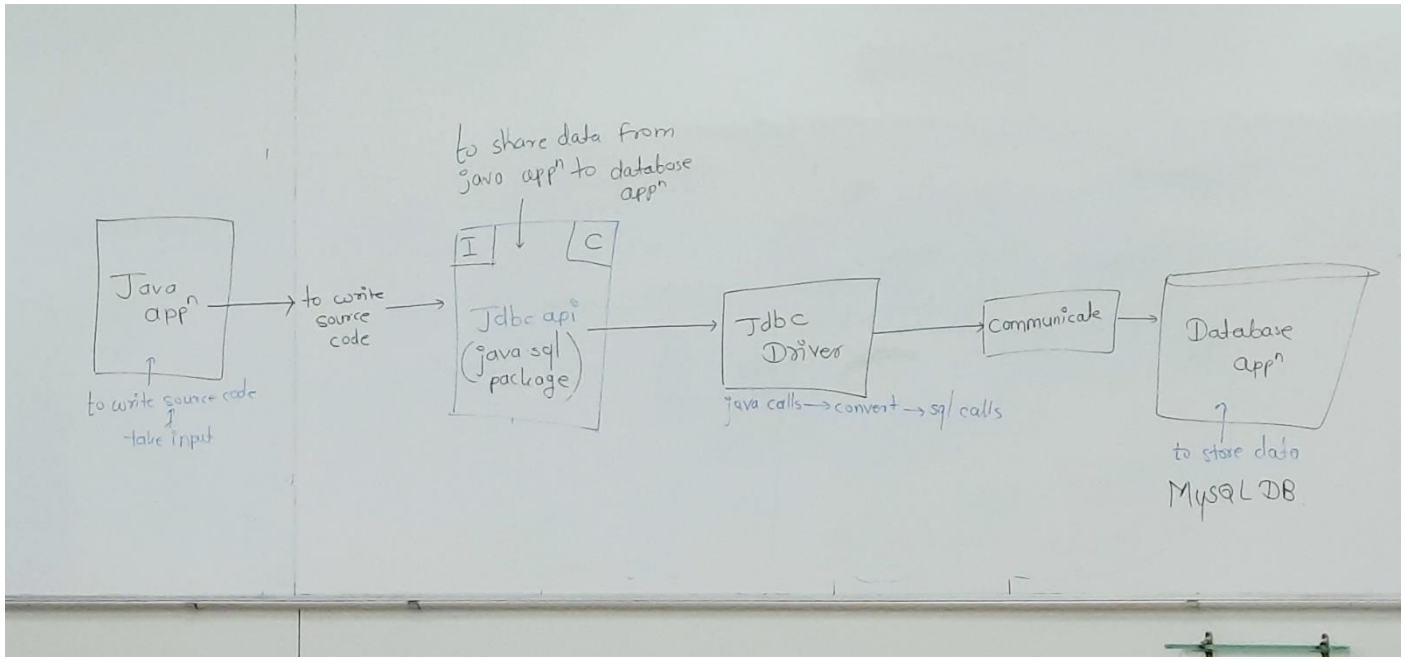 to share data from
java appⁿ to database
appⁿ
I
C
Java
appⁿ
to write source code
take input
to write
source
code
Jdbc api
(java sql
package)
Jdbc
Driver
java calls → convert → sql calls
Communicate
Database
appⁿ
to store data
MySQL DB